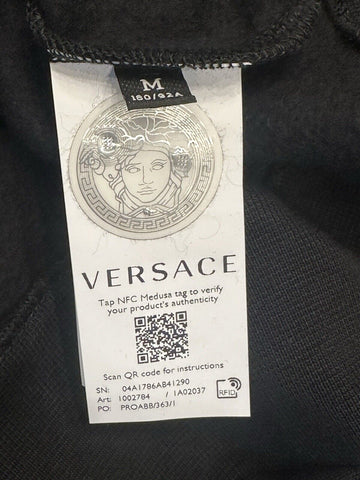 M
180/92A
VERSACE
Tap NFC Medusa tag to verify
your product's authenticity
Scan QR code for instructions
SN: 04A1786AB41290
Art: 1002784 / 1A02037
PO: PROABB/363/1
RFID